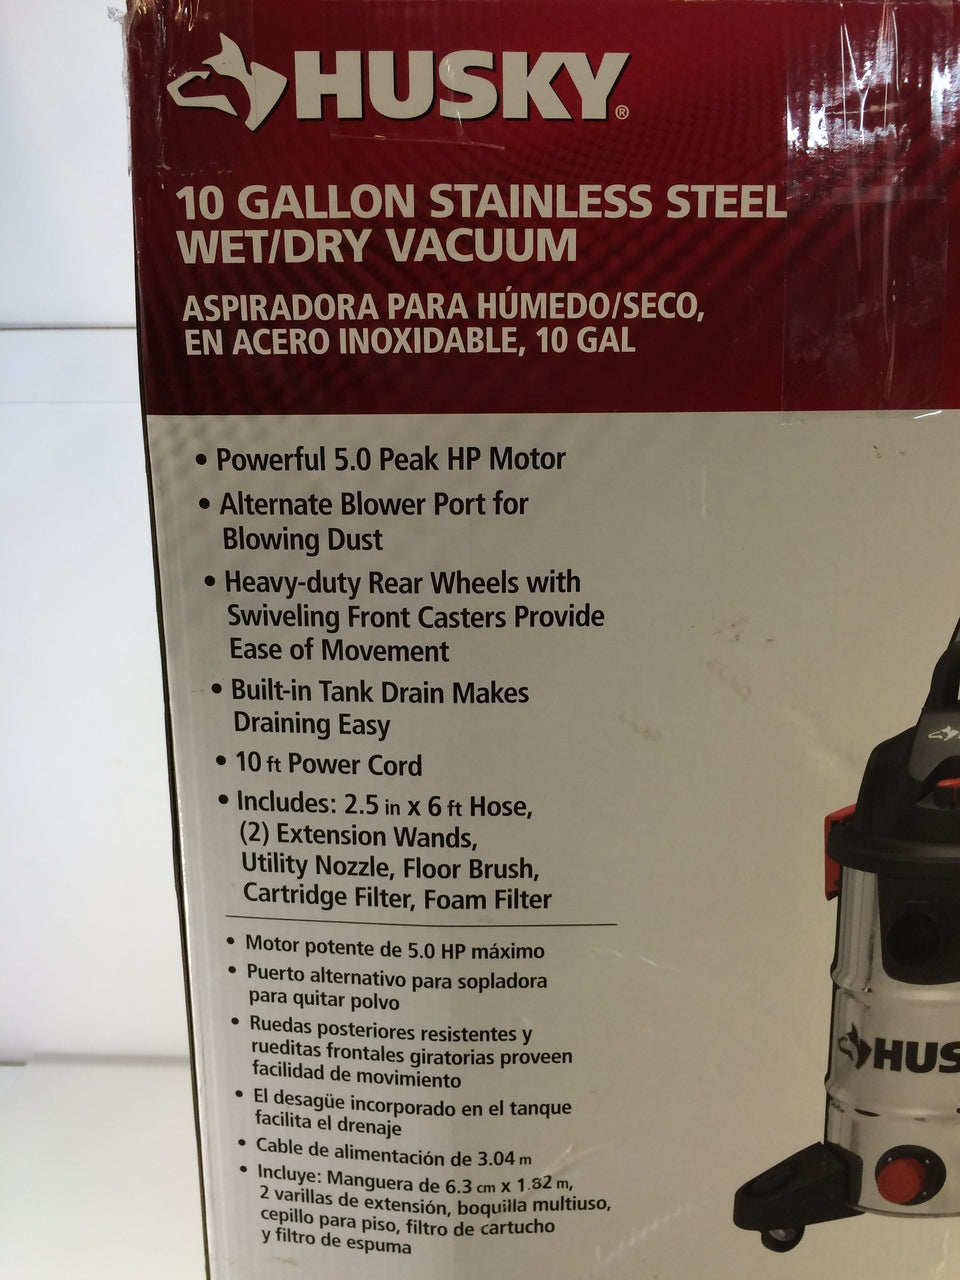 HUSKY®
10 GALLON STAINLESS STEEL
WET/DRY VACUUM
ASPIRADORA PARA HÚMEDO/SECO,
EN ACERO INOXIDABLE, 10 GAL
• Powerful 5.0 Peak HP Motor
• Alternate Blower Port for
Blowing Dust
• Heavy-duty Rear Wheels with
Swiveling Front Casters Provide
Ease of Movement
• Built-in Tank Drain Makes
Draining Easy
• 10 ft Power Cord
• Includes: 2.5 in x 6 ft Hose,
(2) Extension Wands,
Utility Nozzle, Floor Brush,
Cartridge Filter, Foam Filter
• Motor potente de 5.0 HP máximo
• Puerto alternativo para sopladora
para quitar polvo
• Ruedas posteriores resistentes y
rueditas frontales giratorias proveen
facilidad de movimiento
• El desagüe incorporado en el tanque
facilita el drenaje
• Cable de alimentación de 3.04 m
• Incluye: Manguera de 6.3 cm x 1.82 m,
2 varillas de extensión, boquilla multiuso,
cepillo para piso, filtro de cartucho
y filtro de espuma
HUS